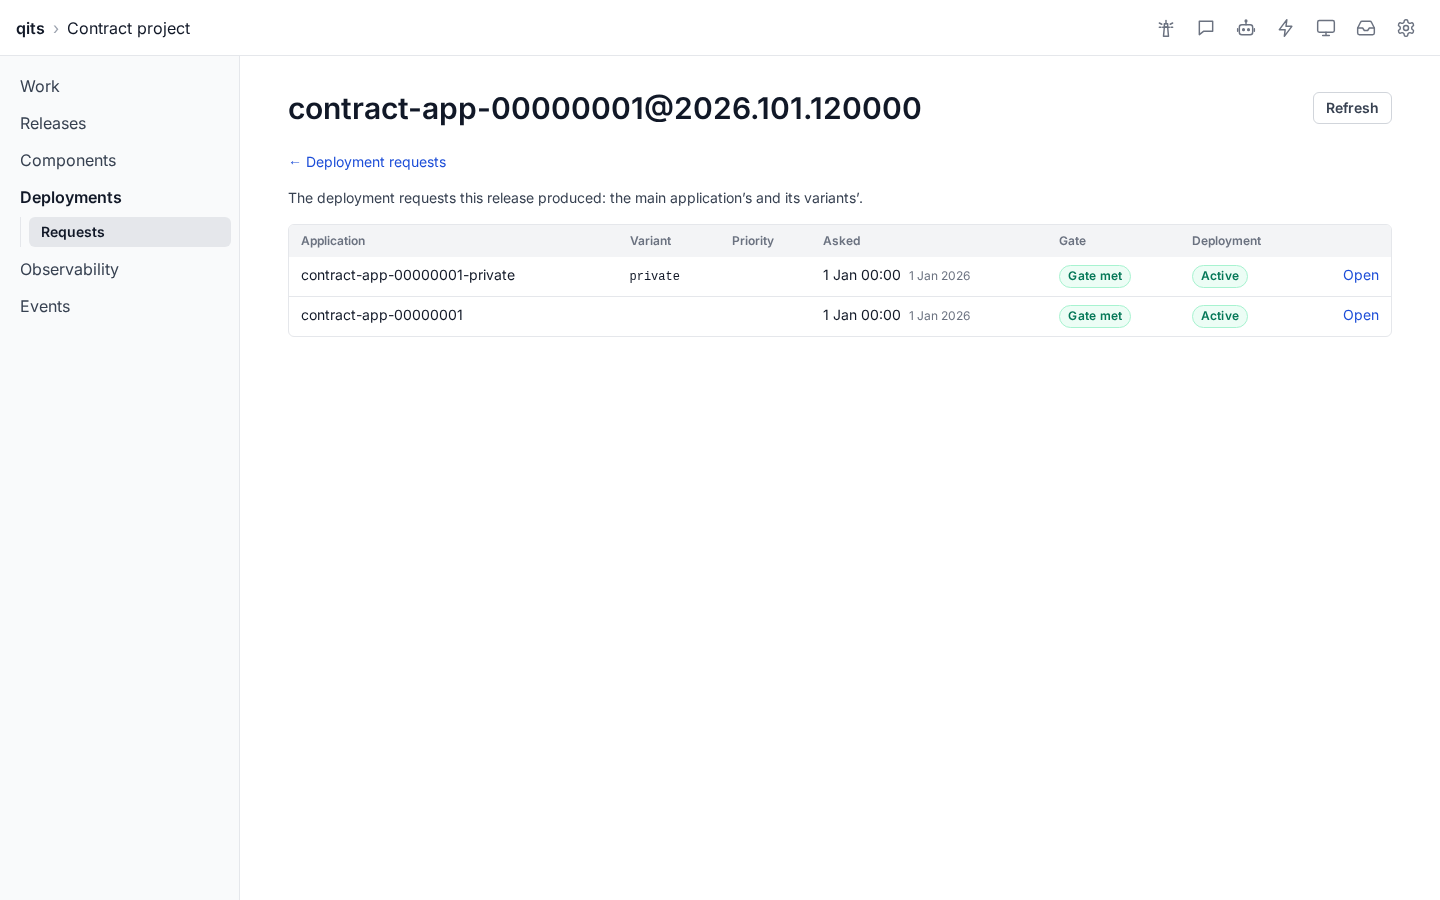 qits › Contract project
Work
Releases
Components
Deployments
Requests
Observability
Events
contract-app-00000001@2026.101.120000
Refresh
← Deployment requests
The deployment requests this release produced: the main application’s and its variants’.
Application Variant Priority Asked Gate Deployment
contract-app-00000001-private private 1 Jan 00:00 1 Jan 2026 Gate met Active Open
contract-app-00000001 1 Jan 00:00 1 Jan 2026 Gate met Active Open